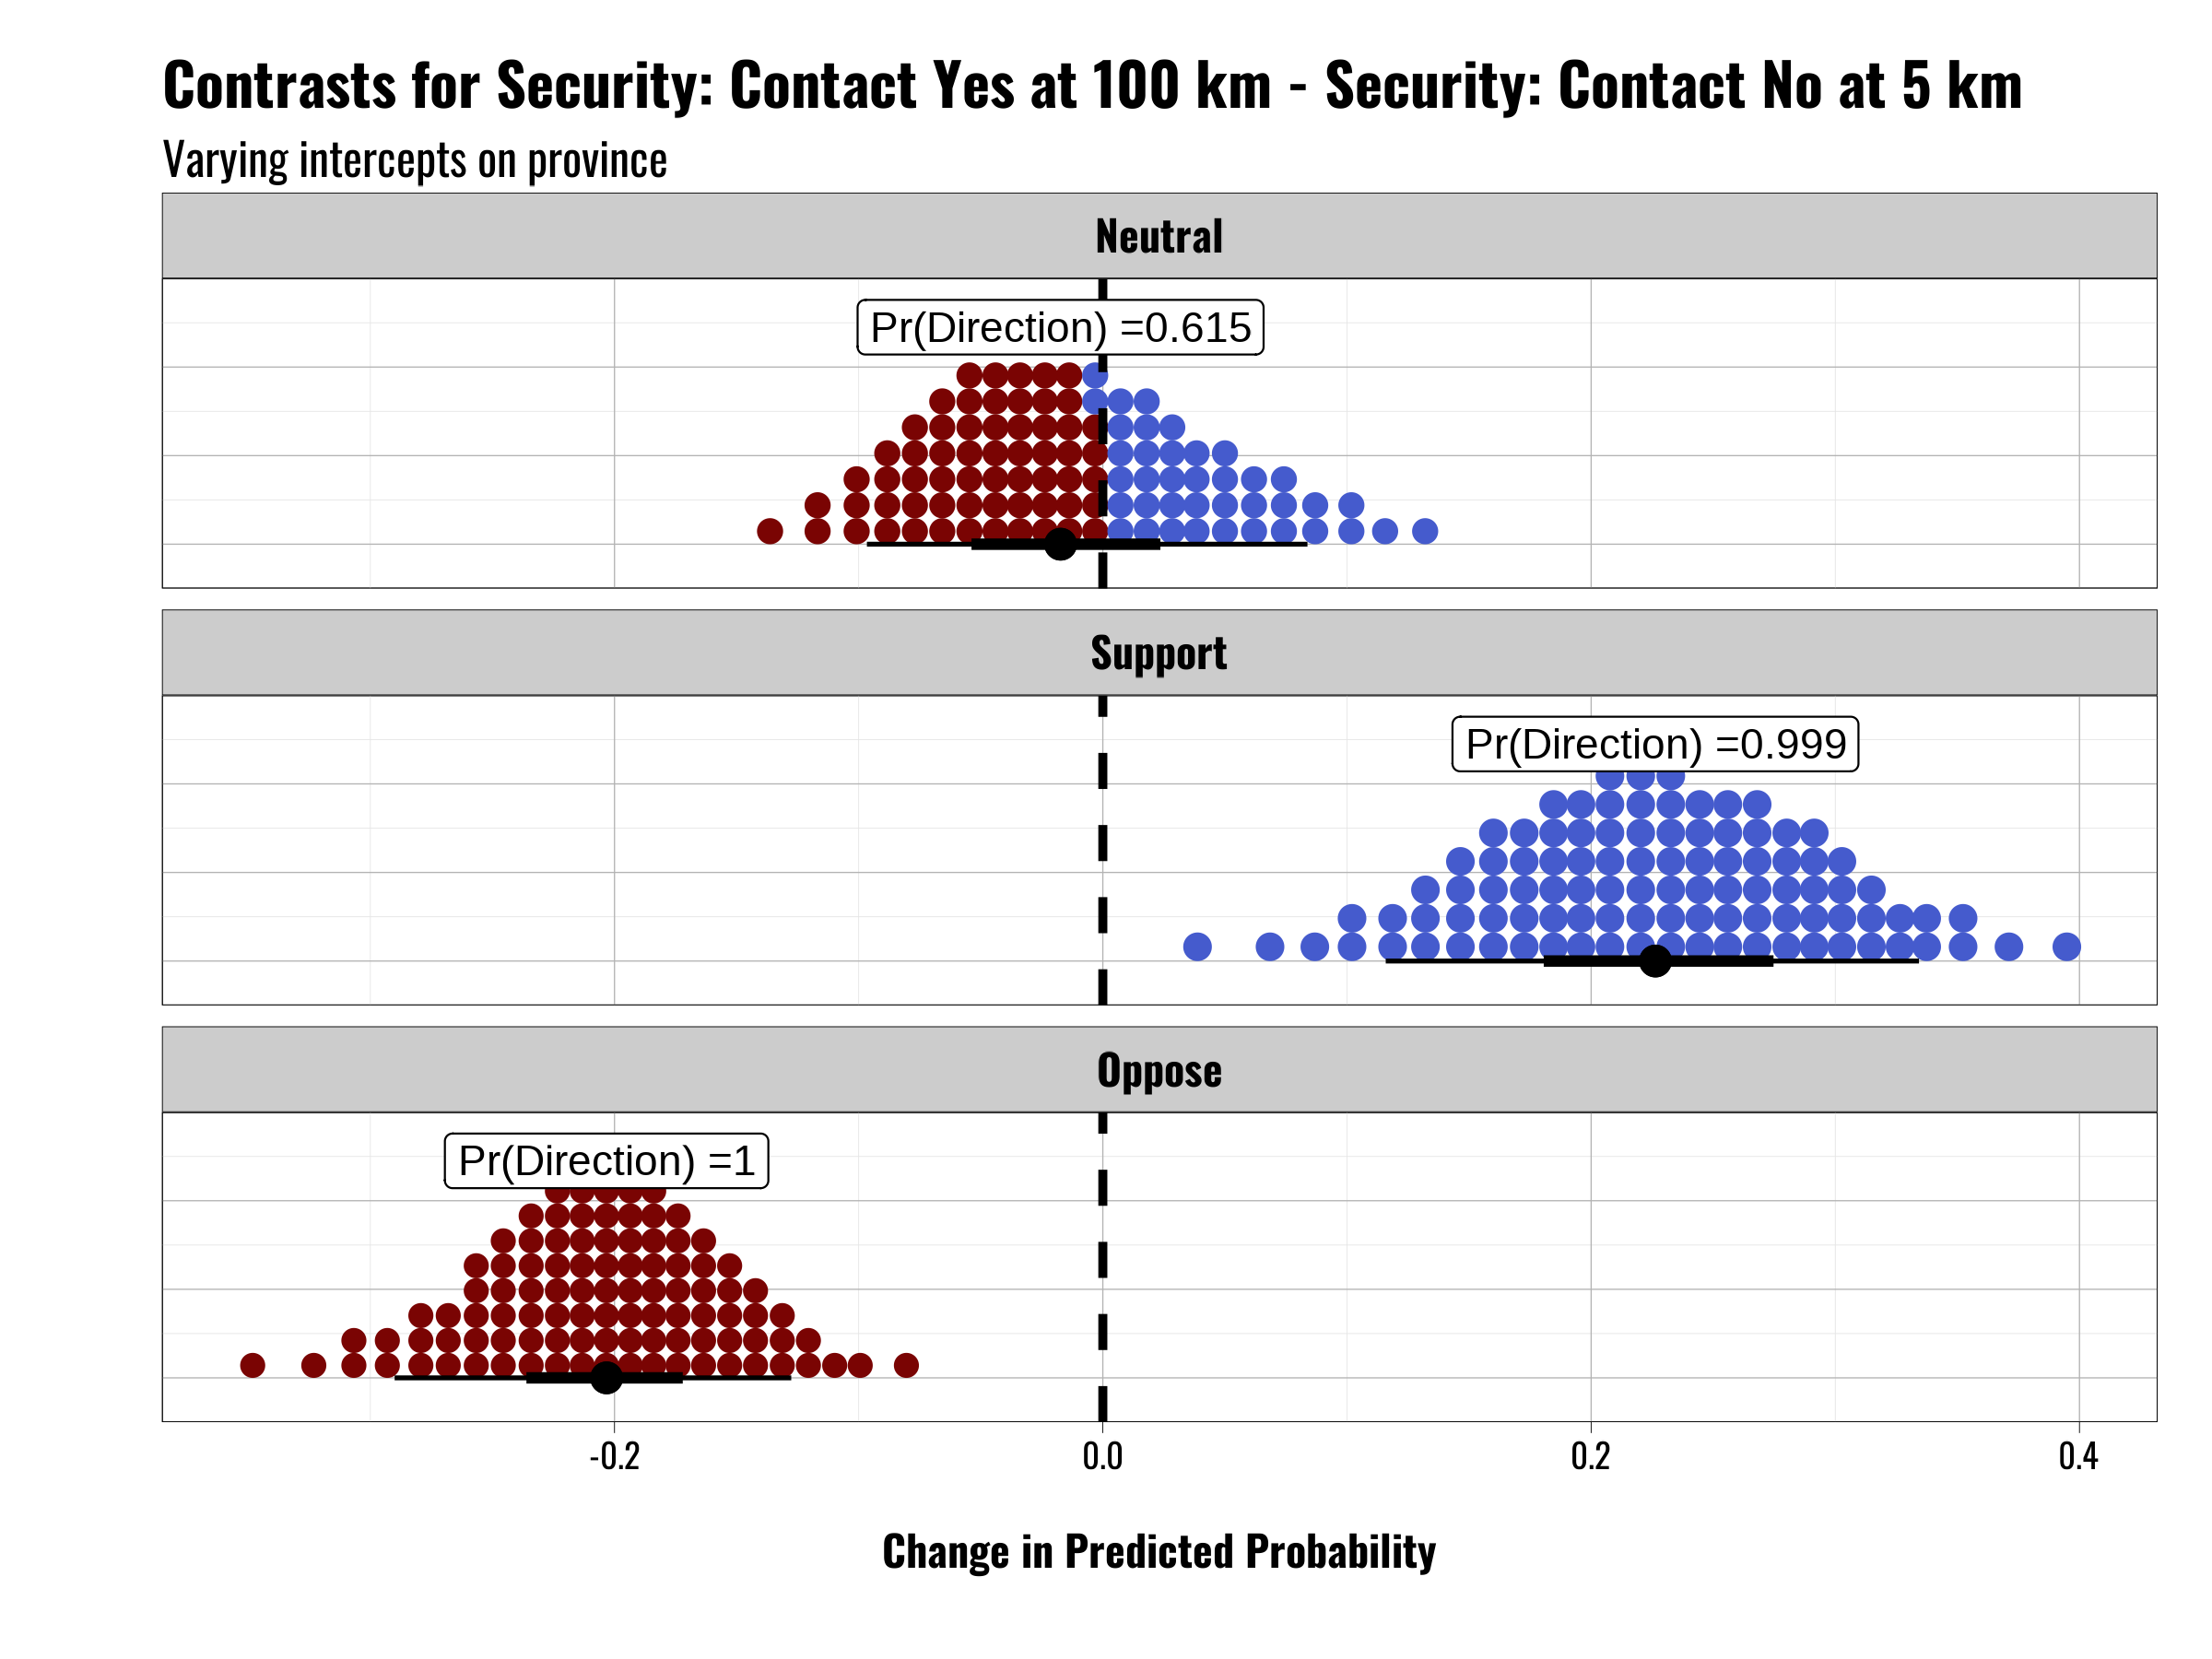 Contrasts for Security: Contact Yes at 100 km - Security: Contact No at 5 km
Varying intercepts on province
Neutral
Pr(Direction) =0.615
Support
Pr(Direction) =0.999
Oppose
Pr(Direction) =1
-0.2 0.0 0.2 0.4
Change in Predicted Probability